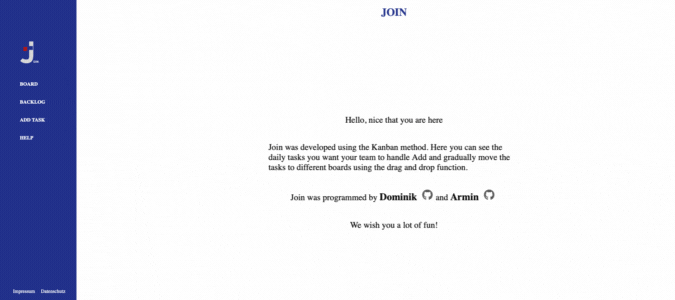 JOIN
BOARD
BACKLOG
ADD TASK
HELP
Hello, nice that you are here
Join was developed using the Kanban method. Here you can see the
daily tasks you want your team to handle Add and gradually move the
tasks to different boards using the drag and drop function.
Join was programmed by Dominik and Armin
We wish you a lot of fun!
Impressum Datenschutz